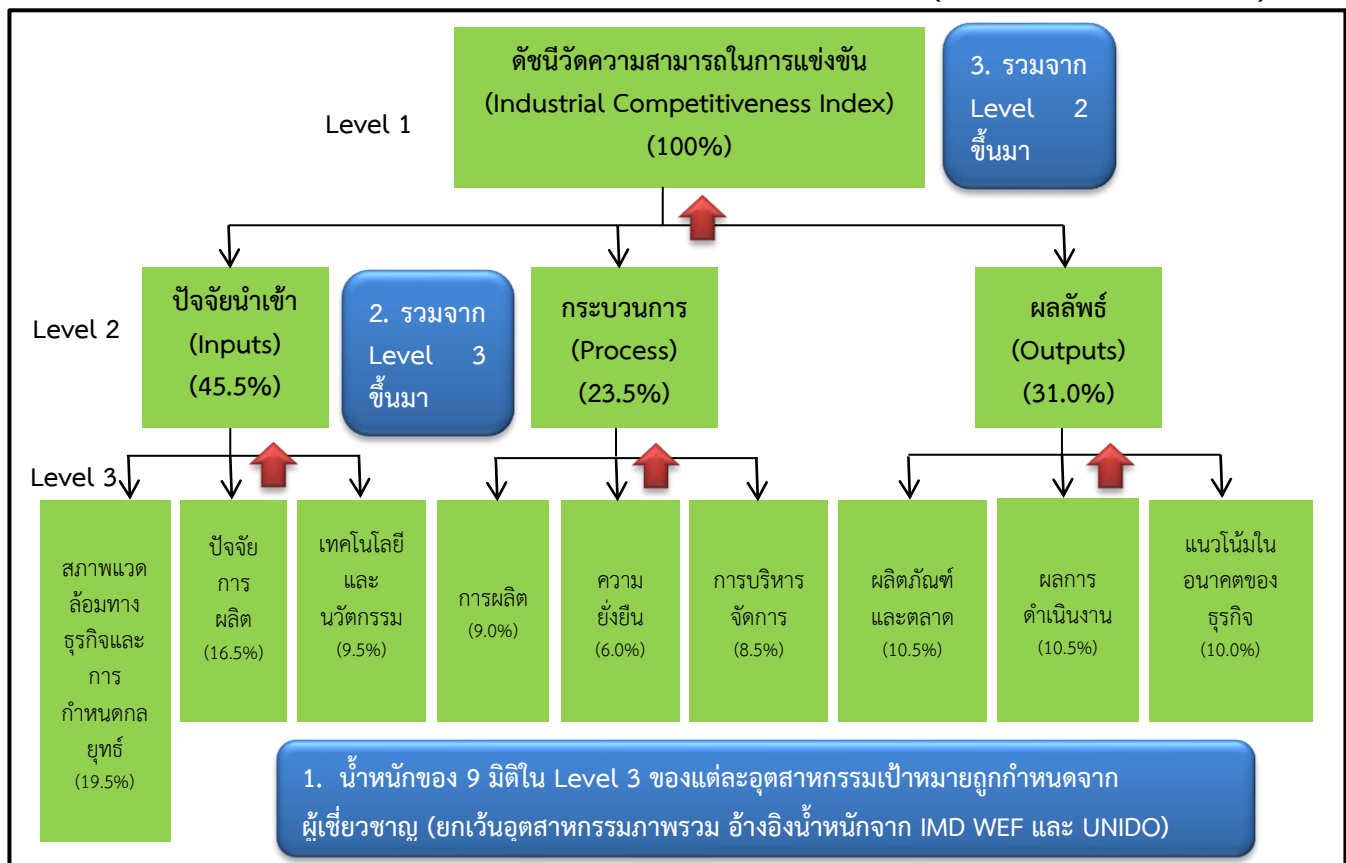 ดัชนีวัดความสามารถในการแข่งขัน
(Industrial Competitiveness Index)
(100%)
3. รวมจาก
Level 2
ขึ้นมา
Level 1
ปัจจัยนำเข้า
(Inputs)
(45.5%)
2. รวมจาก
Level 3
ขึ้นมา
กระบวนการ
(Process)
(23.5%)
ผลลัพธ์
(Outputs)
(31.0%)
Level 2
Level 3
สภาพแวด
ล้อมทาง
ธุรกิจและ
การ
กำหนดกล
ยุทธ์
(19.5%)
ปัจจัย
การ
ผลิต
(16.5%)
เทคโนโลยี
และ
นวัตกรรม
(9.5%)
การผลิต
(9.0%)
ความ
ยั่งยืน
(6.0%)
การบริหาร
จัดการ
(8.5%)
ผลิตภัณฑ์
และตลาด
(10.5%)
ผลการ
ดำเนินงาน
(10.5%)
แนวโน้มใน
อนาคตของ
ธุรกิจ
(10.0%)
1. น้ำหนักของ 9 มิติใน Level 3 ของแต่ละอุตสาหกรรมเป้าหมายถูกกำหนดจาก
ผู้เชี่ยวชาญ (ยกเว้นอุตสาหกรรมภาพรวม อ้างอิงน้ำหนักจาก IMD WEF และ UNIDO)